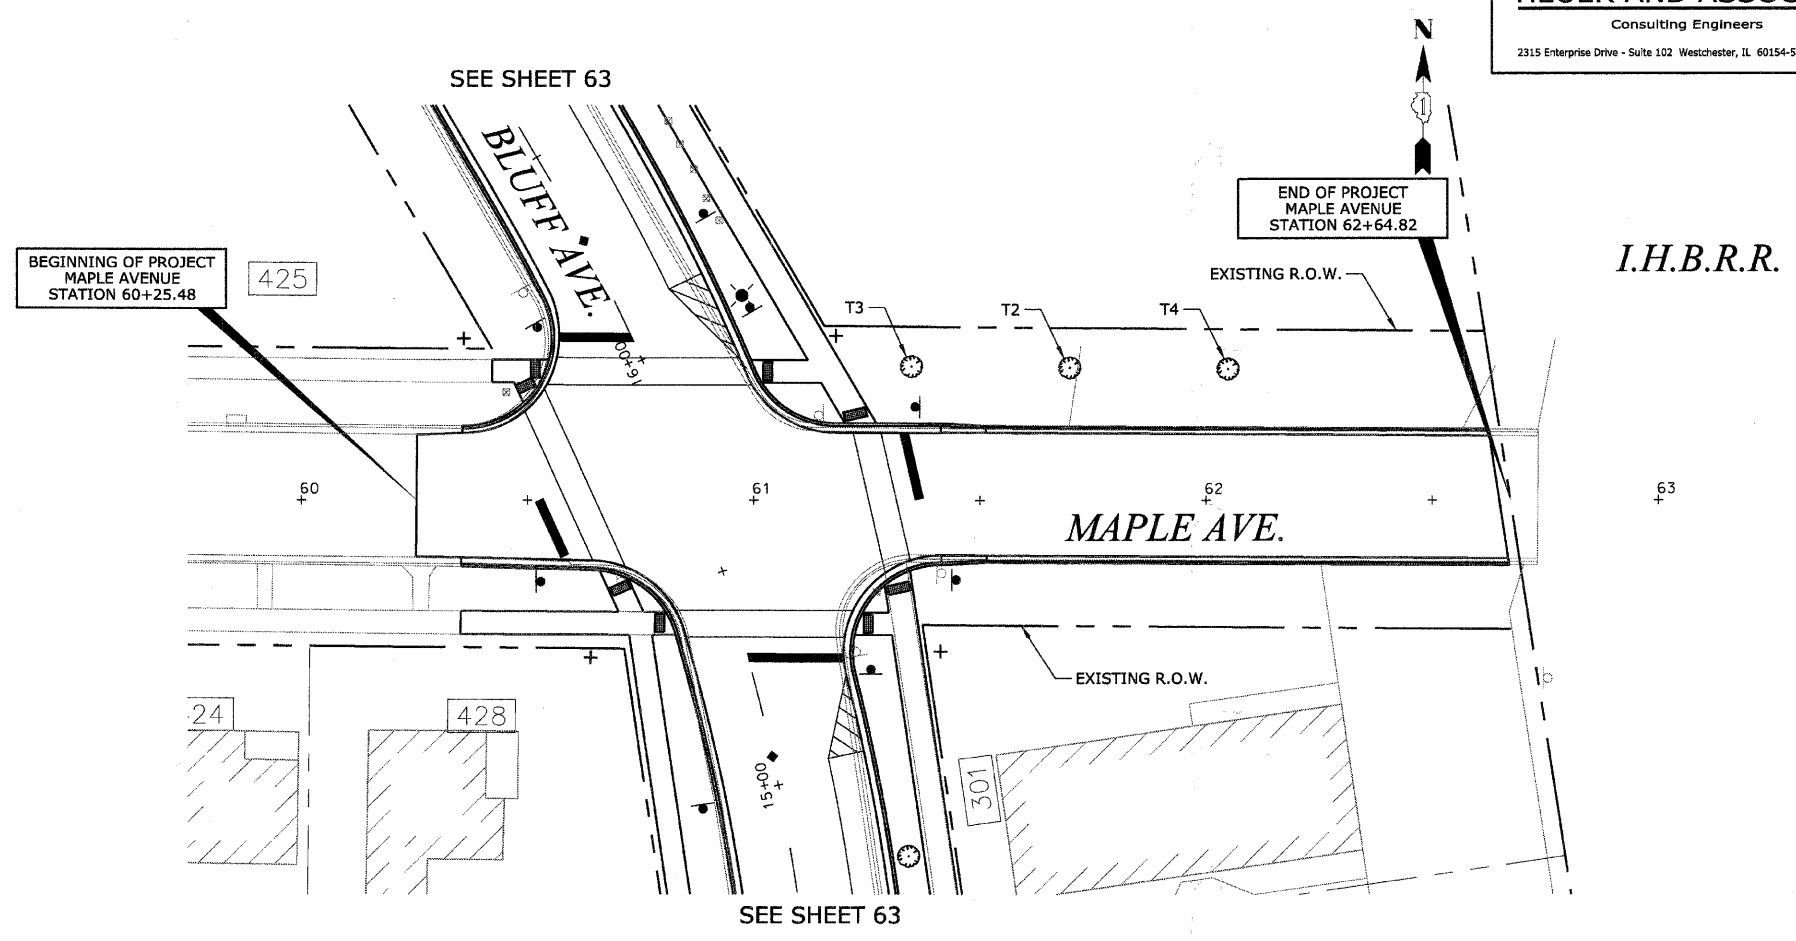 Consulting Engineers
2315 Enterprise Drive - Suite 102 Westchester, IL
N
1
SEE SHEET 63
BLUFF AVE.
END OF PROJECT
MAPLE AVENUE
STATION 62+64.82
I.H.B.R.R.
BEGINNING OF PROJECT
MAPLE AVENUE
STATION 60+25.48
425
EXISTING R.O.W.
T3
T2
T4
16+00
60
61
62
63
MAPLE AVE.
EXISTING R.O.W.
24
428
15+00
301
SEE SHEET 63